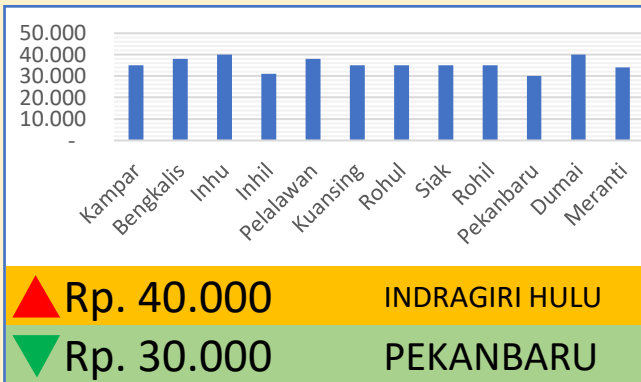 50.000
40.000
30.000
20.000
10.000
-
Kampar
Bengkalis
Inhu
Inhil
Pelalawan
Kuansing
Rohul
Siak
Rohil
Pekanbaru
Dumai
Meranti
Rp. 40.000 INDRAGIRI HULU
Rp. 30.000 PEKANBARU